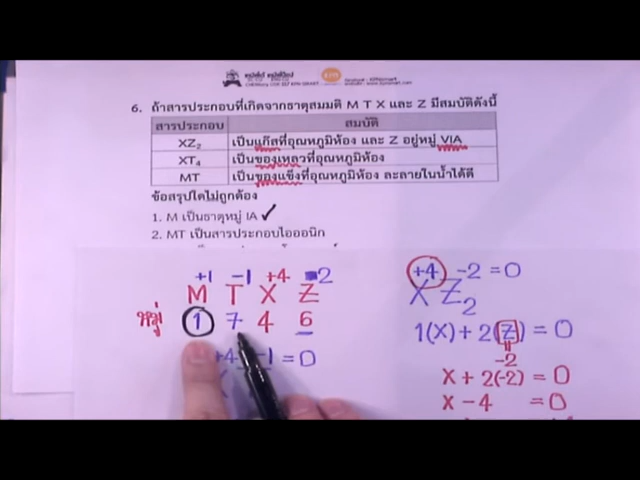 6. ถ้าสารประกอบที่เกิดจากธาตุสมมติ M T X และ Z มีสมบัติดังนี้
สารประกอบ สมบัติ
XZ₂ เป็นแก๊สที่อุณหภูมิห้อง และ Z อยู่หมู่ VIA
XT₄ เป็นของเหลวที่อุณหภูมิห้อง
MT เป็นของแข็งที่อุณหภูมิห้อง ละลายในน้ำได้ดี
ข้อสรุปใดไม่ถูกต้อง
1. M เป็นธาตุหมู่ IA ✓
2. MT เป็นสารประกอบไอออนิก
+1 -1 +4 -2
M T X Z
หมู่ 1 7 4 6
+4 -1 = 0
X
+4 -2 = 0
X Z₂
1(X) + 2(Z) = 0
-2
X + 2(-2) = 0
X - 4 = 0